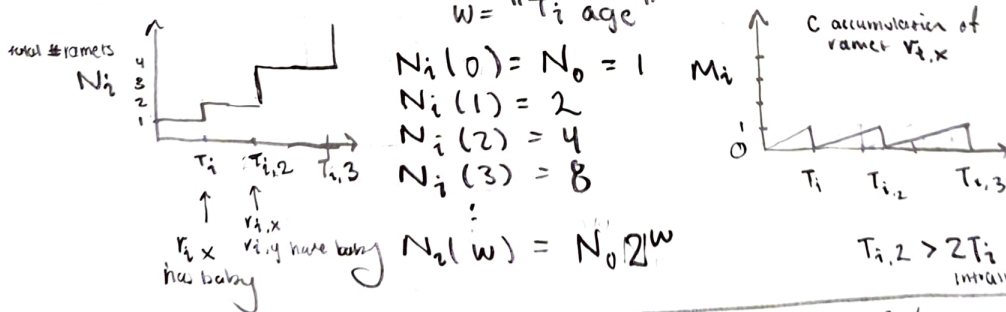 total # ramets
Nᵢ
4
3
2
1
Tᵢ
Tᵢ,2
Tᵢ,3
rᵢ x
has baby
rᵢ,x
rᵢ,y have baby
w = "Tᵢ age"
Nᵢ(0) = N₀ = 1
Nᵢ(1) = 2
Nᵢ(2) = 4
Nᵢ(3) = 8
⋮
Nᵢ(w) = N₀ 2ʷ
C accumulation of
ramet rᵢ,x
Mᵢ
1
0
Tᵢ
Tᵢ,2
Tᵢ,3
Tᵢ,2 > 2Tᵢ